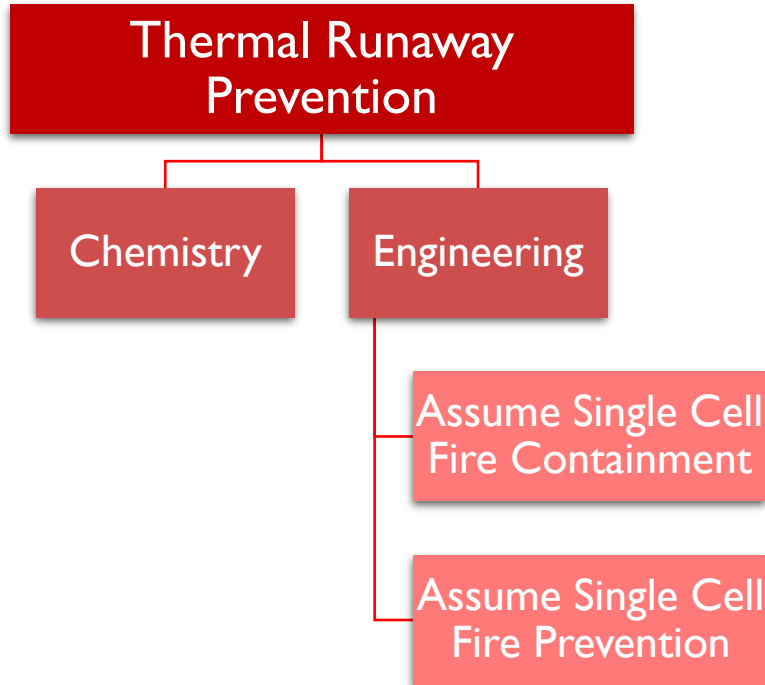 Thermal Runaway
Prevention
Chemistry
Engineering
Assume Single Cell
Fire Containment
Assume Single Cell
Fire Prevention